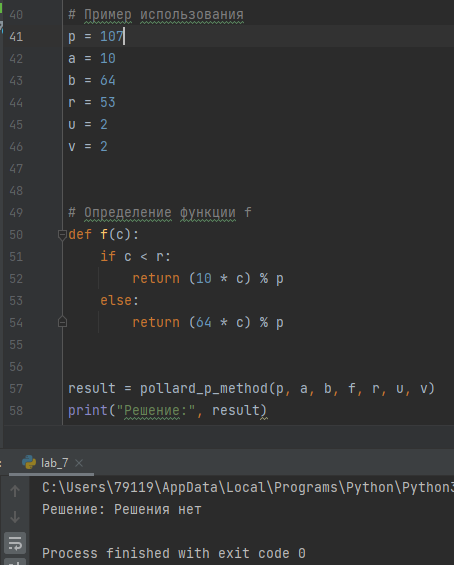 40 # Пример использования
41 p = 107
42 a = 10
43 b = 64
44 r = 53
45 u = 2
46 v = 2
47
48
49 # Определение функции f
50 def f(c):
51 if c < r:
52 return (10 * c) % p
53 else:
54 return (64 * c) % p
55
56
57 result = pollard_p_method(p, a, b, f, r, u, v)
58 print("Решение:", result)
lab_7
C:\Users\79119\AppData\Local\Programs\Python\Python3
Решение: Решения нет
Process finished with exit code 0